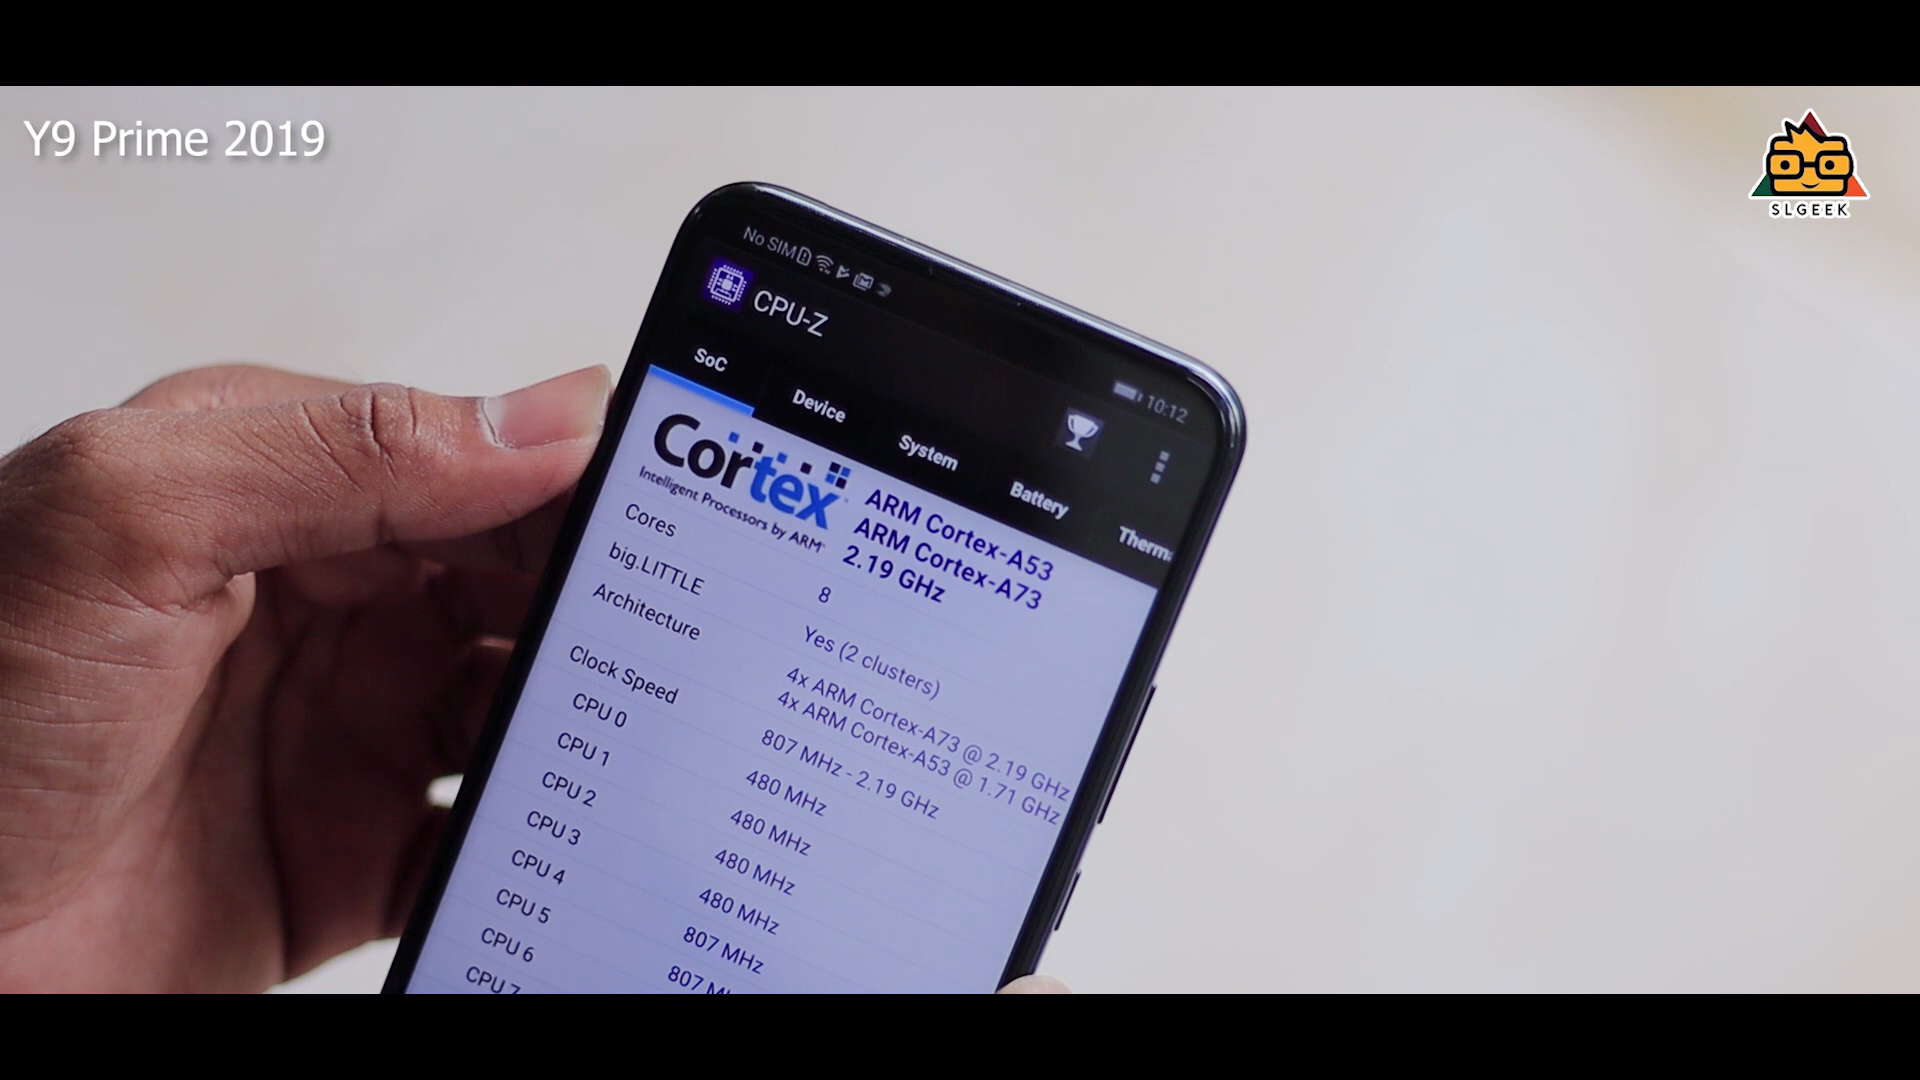 Y9 Prime 2019
SLGEEK
No SIM
10:12
CPU-Z
SoC
Device
System
Battery
Therma
Cortex
Intelligent Processors by ARM
ARM Cortex-A53
ARM Cortex-A73
2.19 GHz
Cores
8
big.LITTLE
Yes (2 clusters)
Architecture
4x ARM Cortex-A73 @ 2.19 GHz
4x ARM Cortex-A53 @ 1.71 GHz
Clock Speed
807 MHz - 2.19 GHz
CPU 0
480 MHz
CPU 1
480 MHz
CPU 2
480 MHz
CPU 3
480 MHz
CPU 4
807 MHz
CPU 5
807 MHz
CPU 6
CPU 7